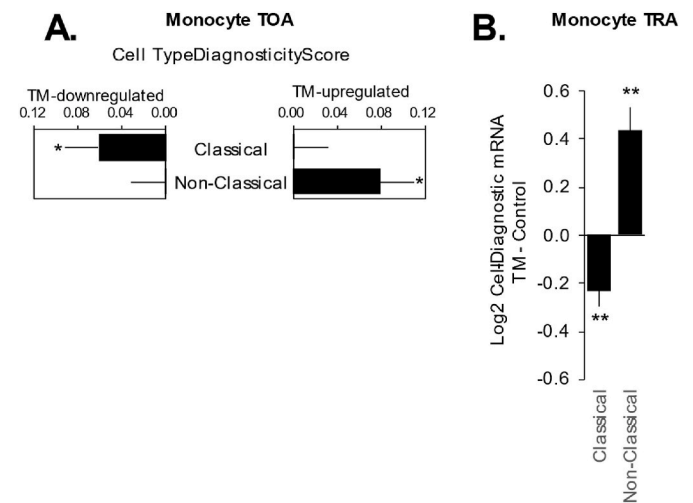 A.
Monocyte TOA
Cell TypeDiagnosticityScore
TM-downregulated
0.12 0.08 0.04 0.00
TM-upregulated
0.00 0.04 0.08 0.12
* Classical
Non-Classical *
B.
Monocyte TRA
Log2 Cell-Diagnostic mRNA
TM - Control
0.6
0.4
0.2
0.0
-0.2
-0.4
-0.6
**
**
Classical
Non-Classical